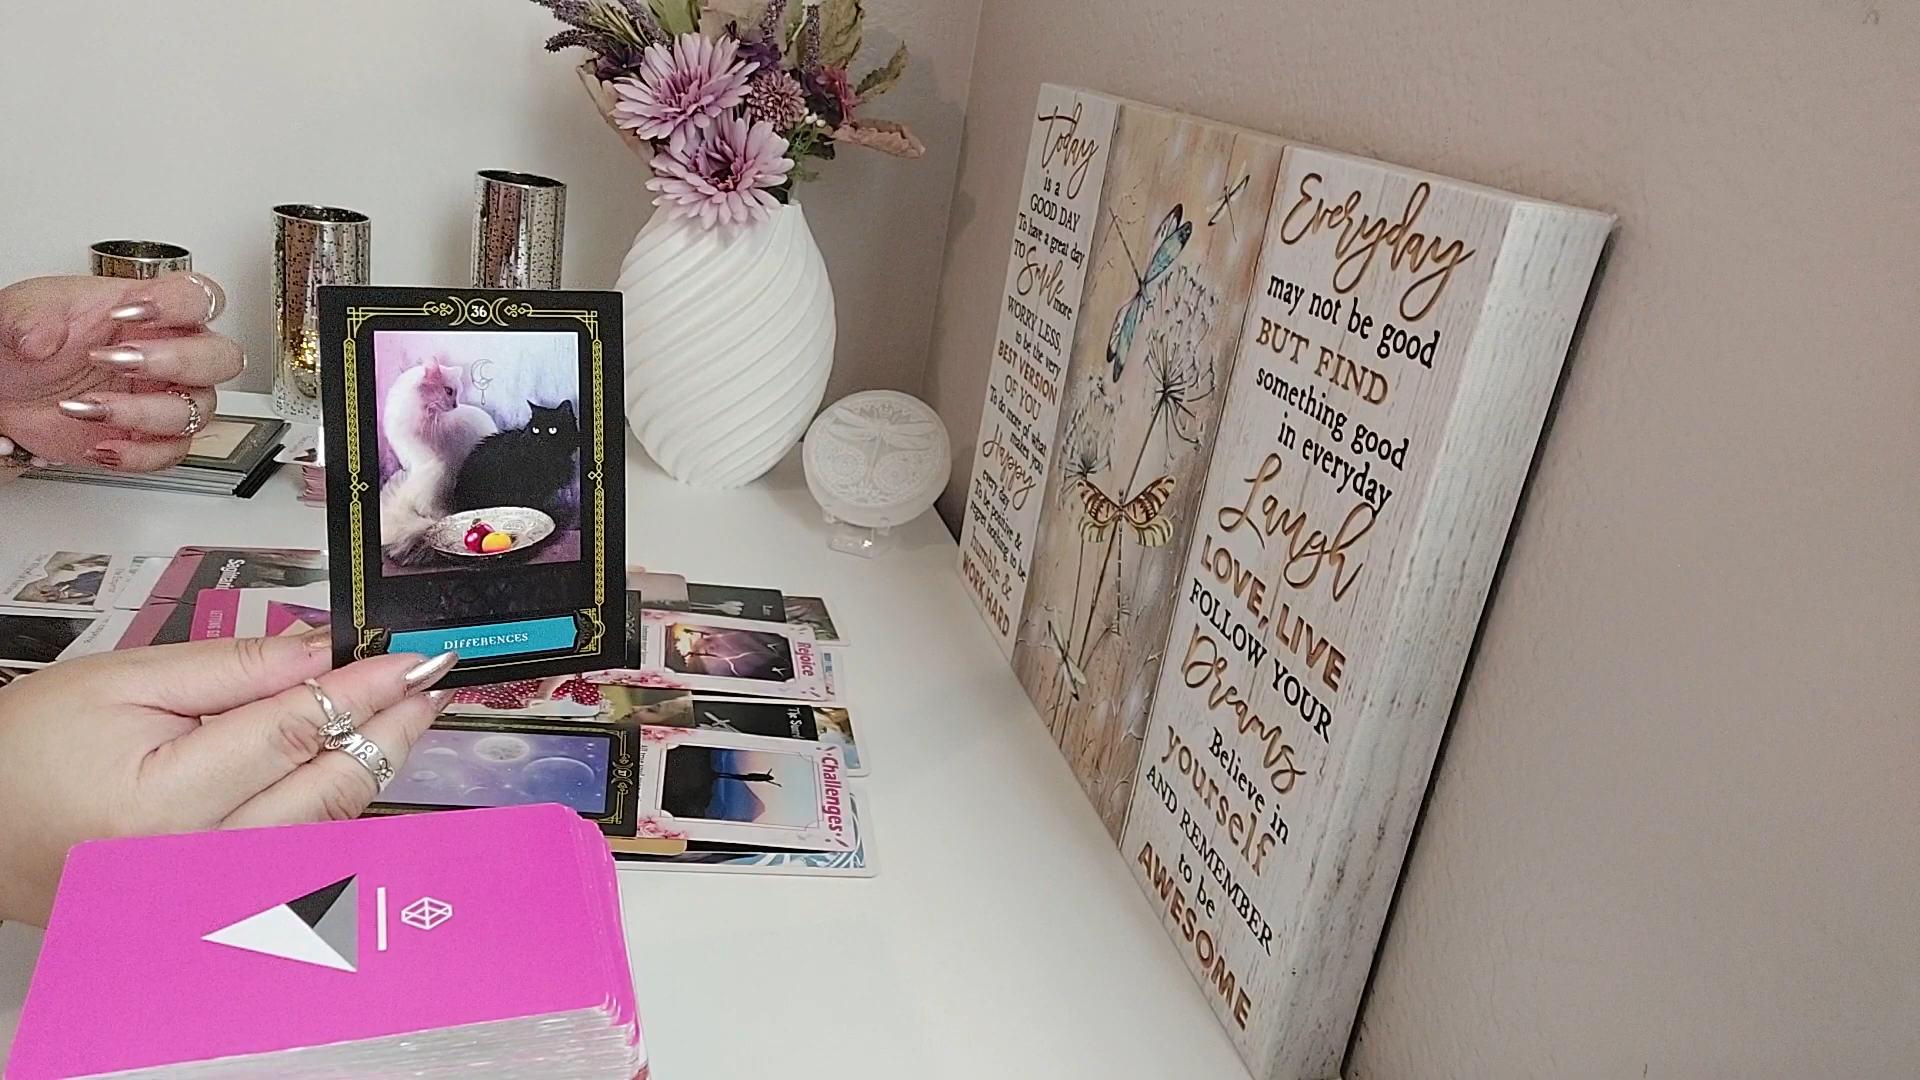 today
is a
GOOD DAY
To have a great day
TO Smile more
WORRY LESS,
to be the very
BEST VERSION
OF YOU
To do more of what
makes you
Happy
every day
To be positive &
regret nothing to be
humble &
WORK HARD
Everyday
may not be good
BUT FIND
something good
in everyday
Laugh
LOVE, LIVE
FOLLOW YOUR
Dreams
Believe in
yourself
AND REMEMBER
to be
AWESOME
36
DIFFERENCES
Rejoice
Challenges